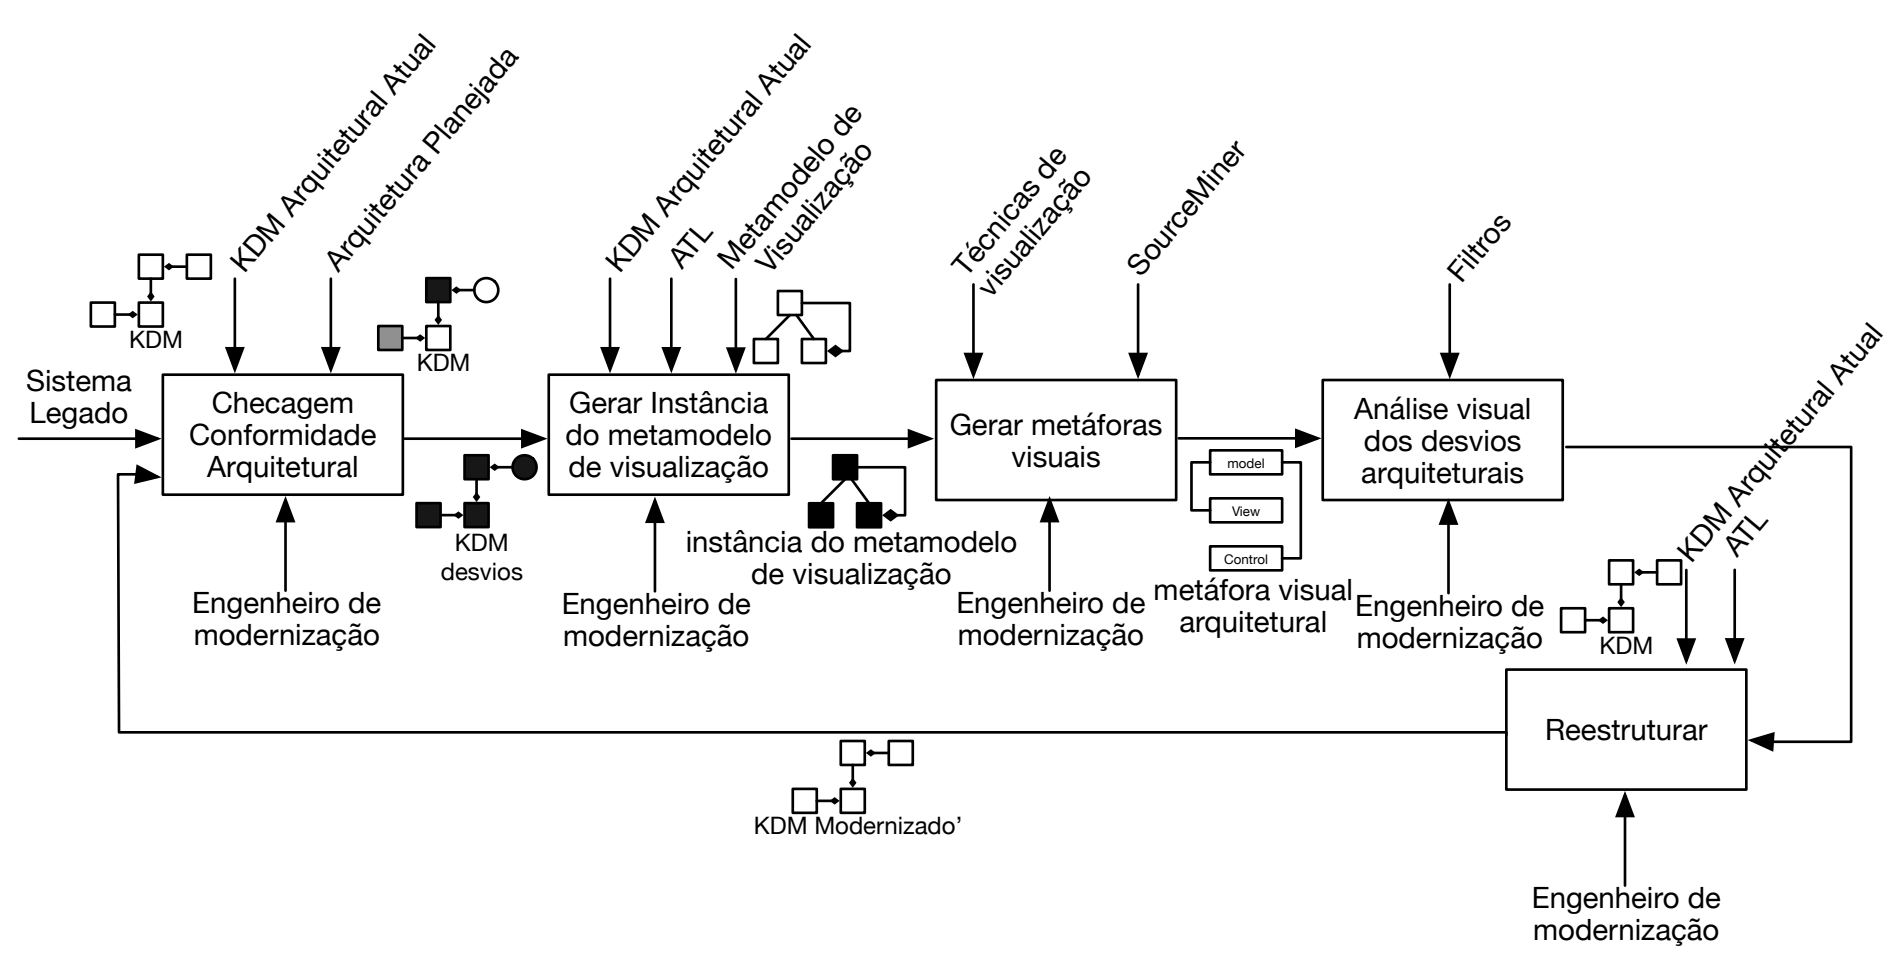 KDM Arquitetural Atual
Arquitetura Planejada
KDM Arquitetural Atual
ATL
Metamodelo de
Visualização
Técnicas de
visualização
SourceMiner
Filtros
KDM
KDM
Sistema
Legado
Checagem
Conformidade
Arquitetural
Gerar Instância
do metamodelo
de visualização
Gerar metáforas
visuais
Análise visual
dos desvios
arquiteturais
KDM Arquitetural Atual
ATL
model
View
Control
KDM
desvios
instância do metamodelo
de visualização
metáfora visual
arquitetural
Engenheiro de
modernização
Engenheiro de
modernização
Engenheiro de
modernização
Engenheiro de
modernização
KDM
Reestruturar
KDM Modernizado’
Engenheiro de
modernização